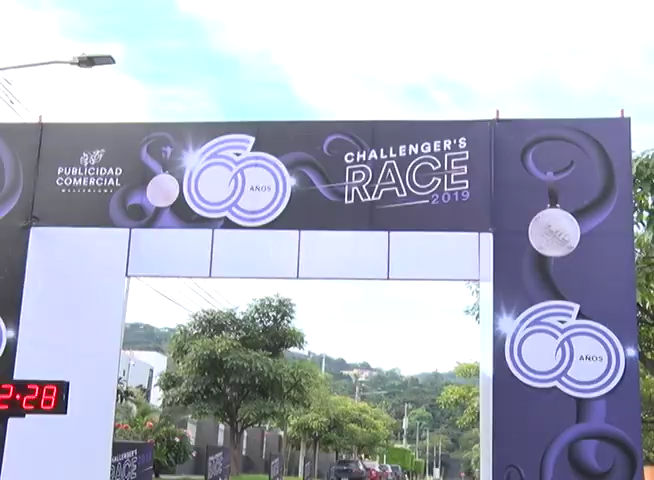 PUBLICIDAD
COMERCIAL
60 AÑOS
CHALLENGER'S
RACE
2019
60 AÑOS
2:28
CHALLENGER'S
RACE